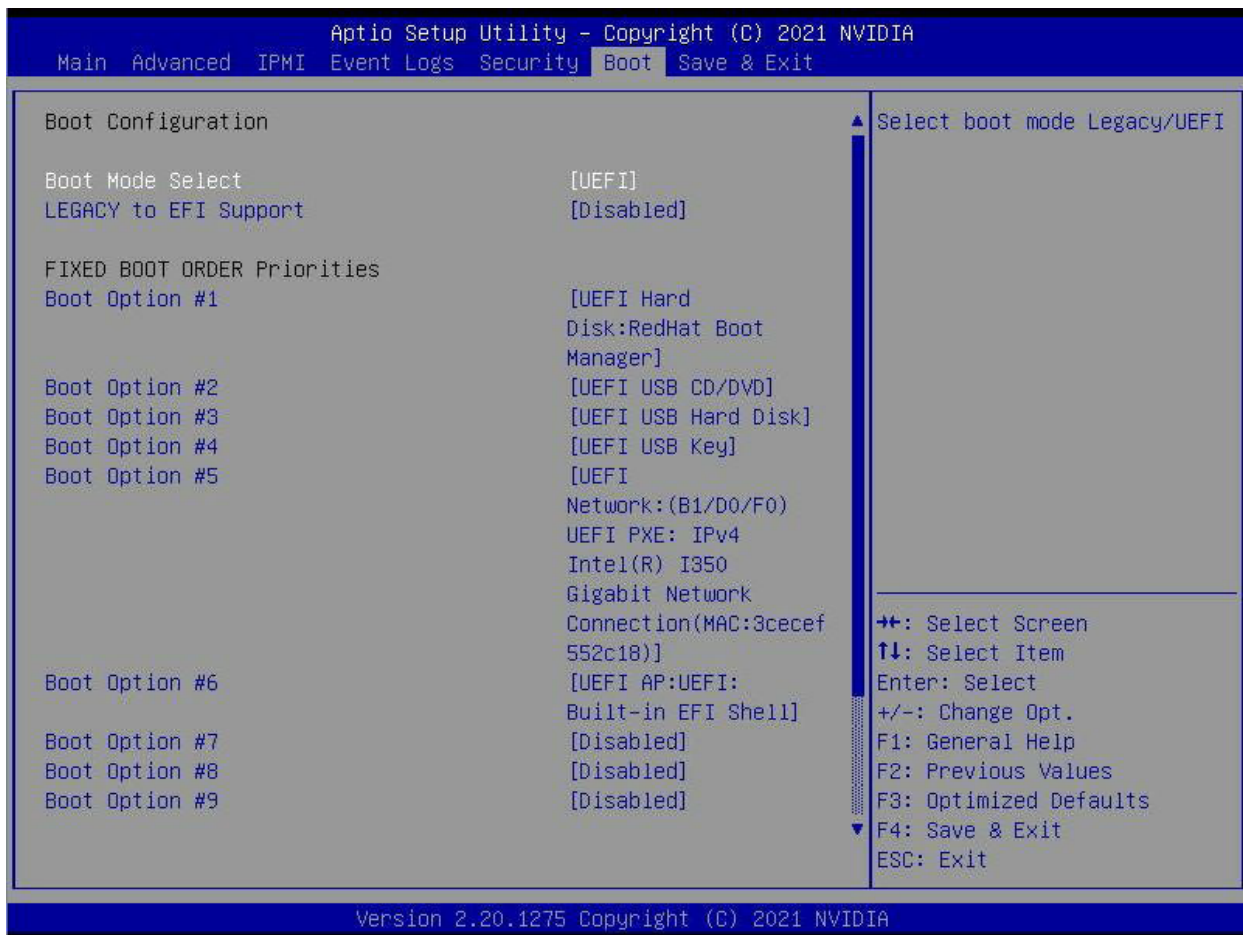 Aptio Setup Utility – Copyright (C) 2021 NVIDIA
Main Advanced IPMI Event Logs Security Boot Save & Exit
Boot Configuration
Boot Mode Select [UEFI]
LEGACY to EFI Support [Disabled]
FIXED BOOT ORDER Priorities
Boot Option #1 [UEFI Hard
Disk:RedHat Boot
Manager]
Boot Option #2 [UEFI USB CD/DVD]
Boot Option #3 [UEFI USB Hard Disk]
Boot Option #4 [UEFI USB Key]
Boot Option #5 [UEFI
Network:(B1/D0/F0)
UEFI PXE: IPv4
Intel(R) I350
Gigabit Network
Connection(MAC:3cecef
552c18)]
Boot Option #6 [UEFI AP:UEFI:
Built-in EFI Shell]
Boot Option #7 [Disabled]
Boot Option #8 [Disabled]
Boot Option #9 [Disabled]
Select boot mode Legacy/UEFI
→←: Select Screen
↑↓: Select Item
Enter: Select
+/-: Change Opt.
F1: General Help
F2: Previous Values
F3: Optimized Defaults
F4: Save & Exit
ESC: Exit
Version 2.20.1275 Copyright (C) 2021 NVIDIA